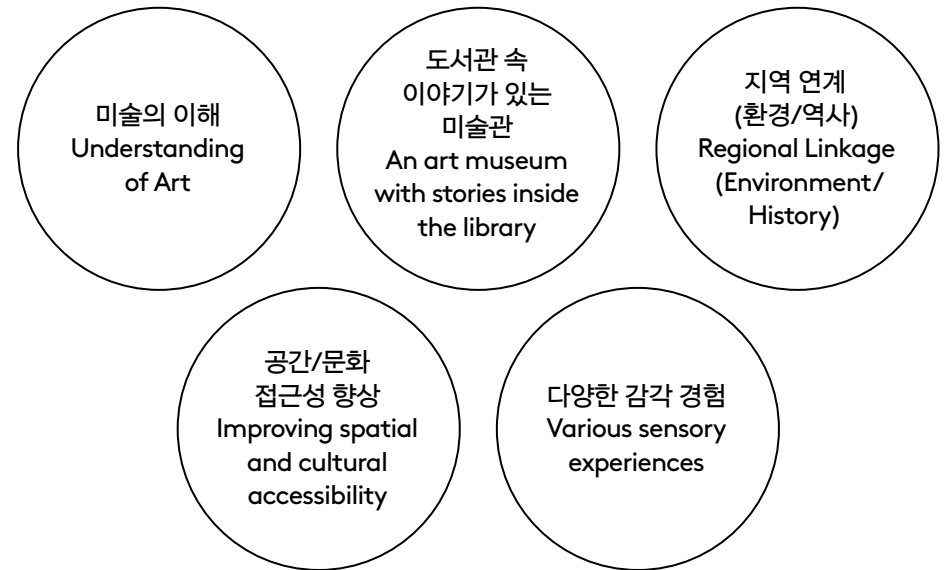 미술의 이해
Understanding
of Art
도서관 속
이야기가 있는
미술관
An art museum
with stories inside
the library
지역 연계
(환경/역사)
Regional Linkage
(Environment/
History)
공간/문화
접근성 향상
Improving spatial
and cultural
accessibility
다양한 감각 경험
Various sensory
experiences